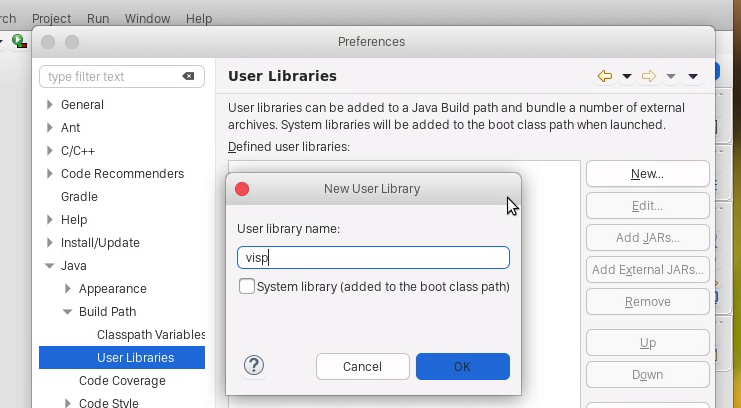 rch Project Run Window Help
Preferences
type filter text
General
Ant
C/C++
Code Recommenders
Gradle
Help
Install/Update
Java
Appearance
Build Path
Classpath Variables
User Libraries
Code Coverage
Code Style
User Libraries
User libraries can be added to a Java Build path and bundle a number of external
archives. System libraries will be added to the boot class path when launched.
Defined user libraries:
New...
Edit...
Add JARs...
Add External JARs...
Remove
Up
Down
New User Library
User library name:
visp
System library (added to the boot class path)
?
Cancel
OK